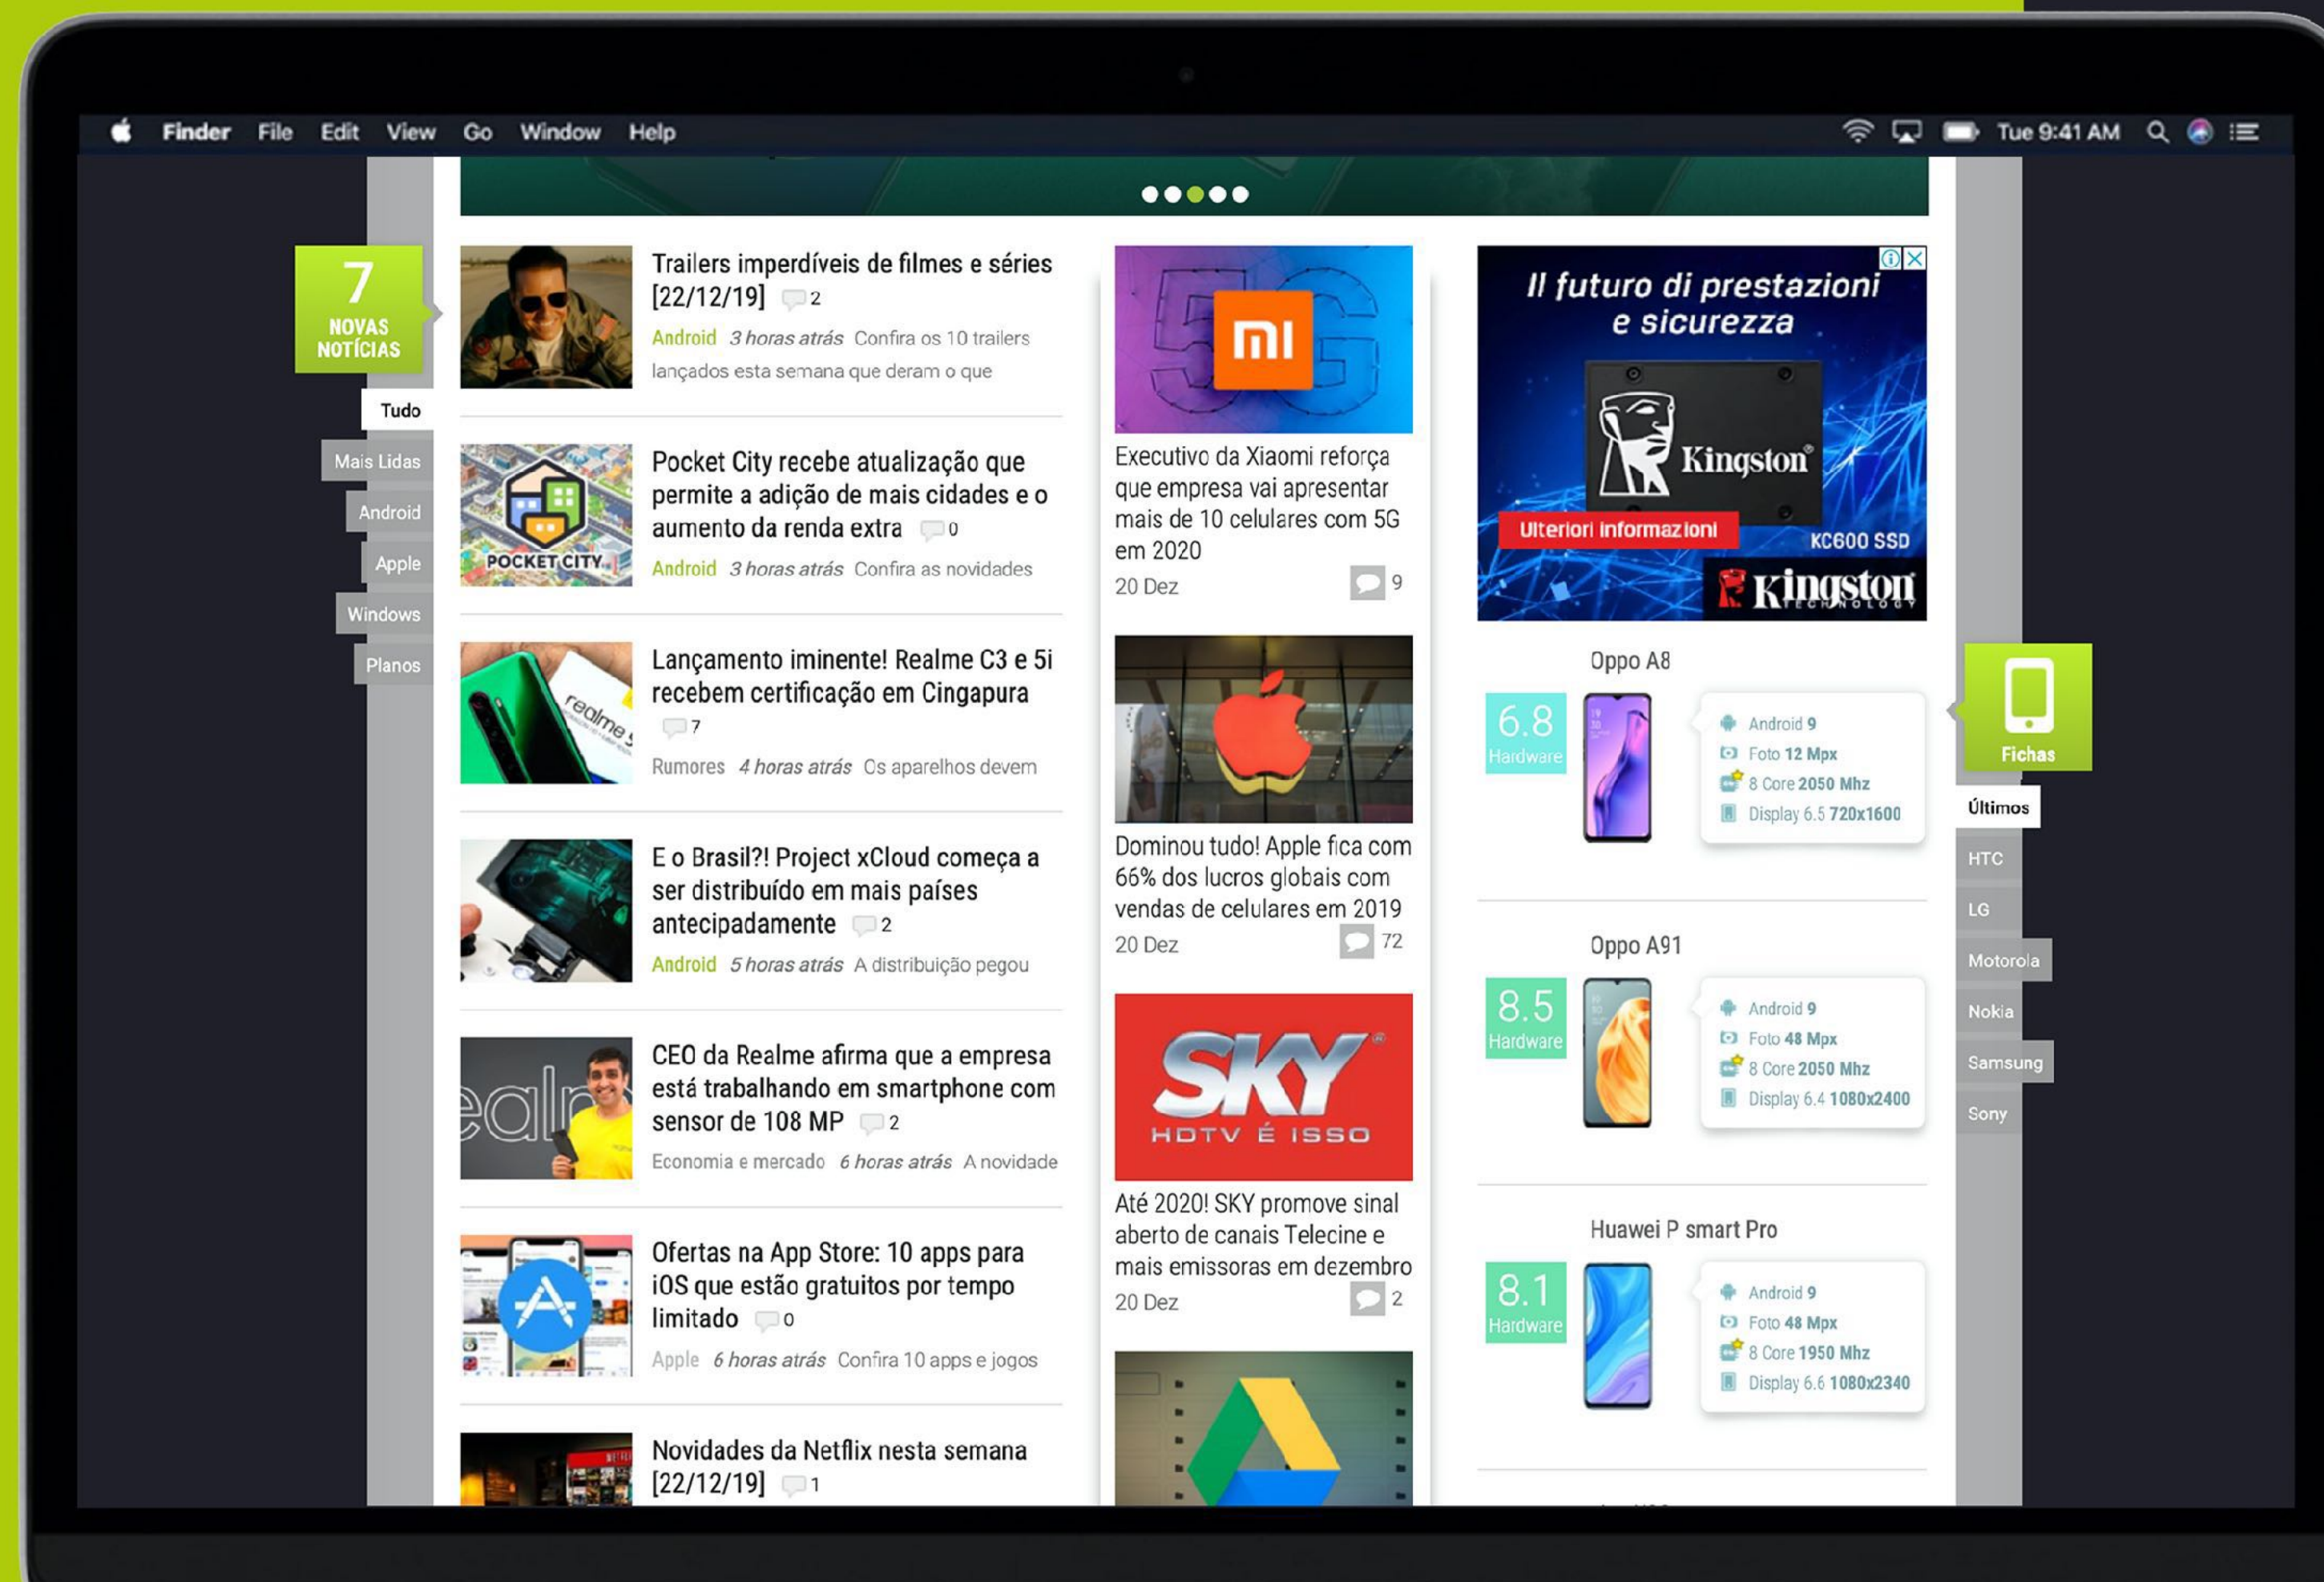 Finder File Edit View Go Window Help
Tue 9:41 AM
7
NOVAS
NOTÍCIAS
Tudo
Mais Lidas
Android
Apple
Windows
Planos
Trailers imperdíveis de filmes e séries
[22/12/19] 2
Android 3 horas atrás Confira os 10 trailers
lançados esta semana que deram o que
POCKET CITY
Pocket City recebe atualização que
permite a adição de mais cidades e o
aumento da renda extra 0
Android 3 horas atrás Confira as novidades
realme 5
Lançamento iminente! Realme C3 e 5i
recebem certificação em Cingapura
7
Rumores 4 horas atrás Os aparelhos devem
E o Brasil?! Project xCloud começa a
ser distribuído em mais países
antecipadamente 2
Android 5 horas atrás A distribuição pegou
CEO da Realme afirma que a empresa
está trabalhando em smartphone com
sensor de 108 MP 2
Economia e mercado 6 horas atrás A novidade
Ofertas na App Store: 10 apps para
iOS que estão gratuitos por tempo
limitado 0
Apple 6 horas atrás Confira 10 apps e jogos
Novidades da Netflix nesta semana
[22/12/19] 1
5G
mi
Executivo da Xiaomi reforça
que empresa vai apresentar
mais de 10 celulares com 5G
em 2020
20 Dez 9
Dominou tudo! Apple fica com
66% dos lucros globais com
vendas de celulares em 2019
20 Dez 72
SKY®
HDTV É ISSO
Até 2020! SKY promove sinal
aberto de canais Telecine e
mais emissoras em dezembro
20 Dez 2
Il futuro di prestazioni
e sicurezza
Kingston®
Ulteriori informazioni
KC600 SSD
Kingston
TECHNOLOGY
Oppo A8
6.8
Hardware
Android 9
Foto 12 Mpx
8 Core 2050 Mhz
Display 6.5 720x1600
Oppo A91
8.5
Hardware
Android 9
Foto 48 Mpx
8 Core 2050 Mhz
Display 6.4 1080x2400
Huawei P smart Pro
8.1
Hardware
Android 9
Foto 48 Mpx
8 Core 1950 Mhz
Display 6.6 1080x2340
Fichas
Últimos
HTC
LG
Motorola
Nokia
Samsung
Sony